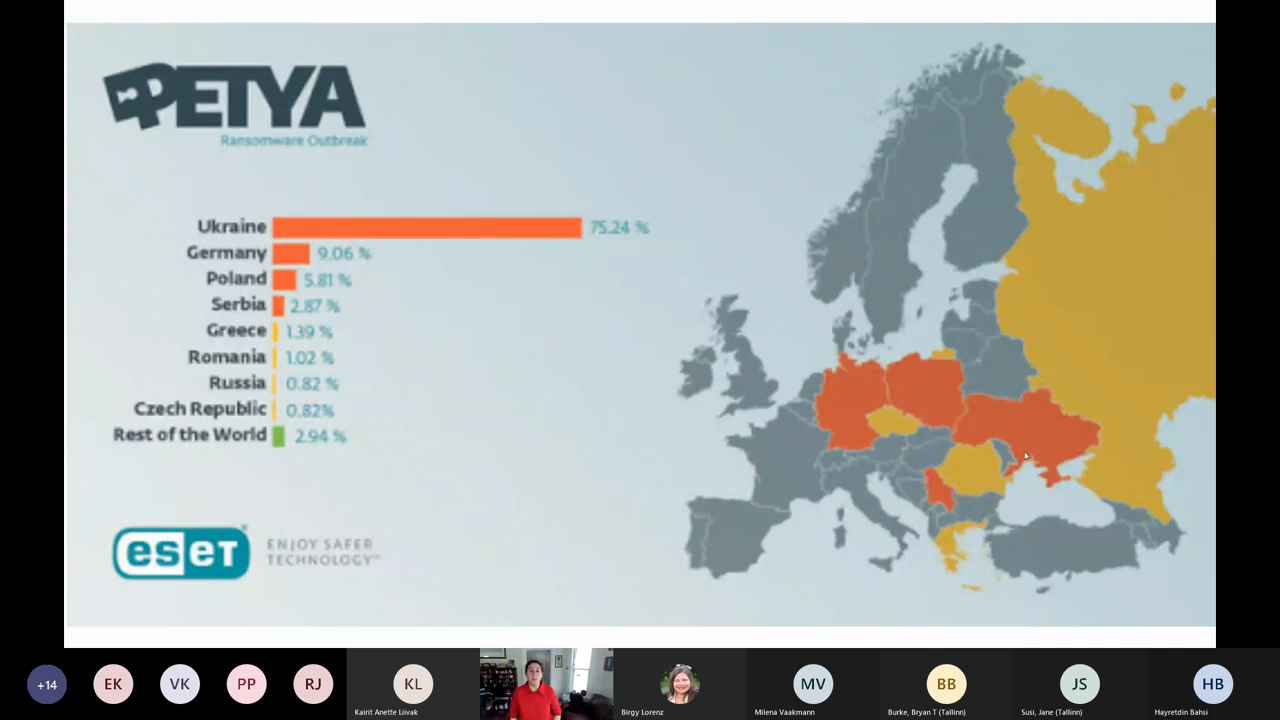 PETYA
Ransomware Outbreak
Ukraine 75.24 %
Germany 9.06 %
Poland 5.81 %
Serbia 2.87 %
Greece 1.39 %
Romania 1.02 %
Russia 0.82 %
Czech Republic 0.82%
Rest of the World 2.94 %
eset® ENJOY SAFER
TECHNOLOGY™
+14 EK VK PP RJ KL MV BB JS HB
Kairit Anette Liivak Birgy Lorenz Milena Vaakmann Burke, Bryan T (Tallinn) Susi, Jane (Tallinn) Hayretdin Bahsi